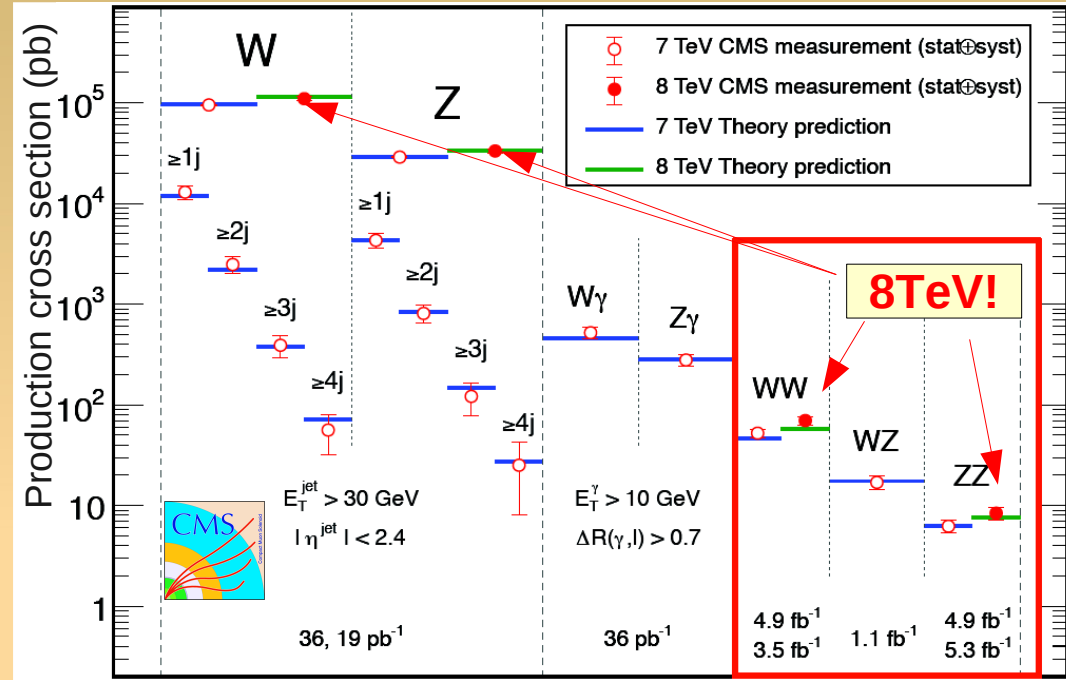 Production cross section (pb)
10⁵
10⁴
10³
10²
10
1
W
Z
≥1j
≥2j
≥3j
≥4j
≥1j
≥2j
≥3j
≥4j
Wγ
Zγ
WW
WZ
ZZ
7 TeV CMS measurement (stat⊕syst)
8 TeV CMS measurement (stat⊕syst)
7 TeV Theory prediction
8 TeV Theory prediction
8TeV!
E_T^jet > 30 GeV
| η^jet | < 2.4
E_T^γ > 10 GeV
ΔR(γ,l) > 0.7
CMS
Compact Muon Solenoid
36, 19 pb⁻¹
36 pb⁻¹
4.9 fb⁻¹
3.5 fb⁻¹
1.1 fb⁻¹
4.9 fb⁻¹
5.3 fb⁻¹